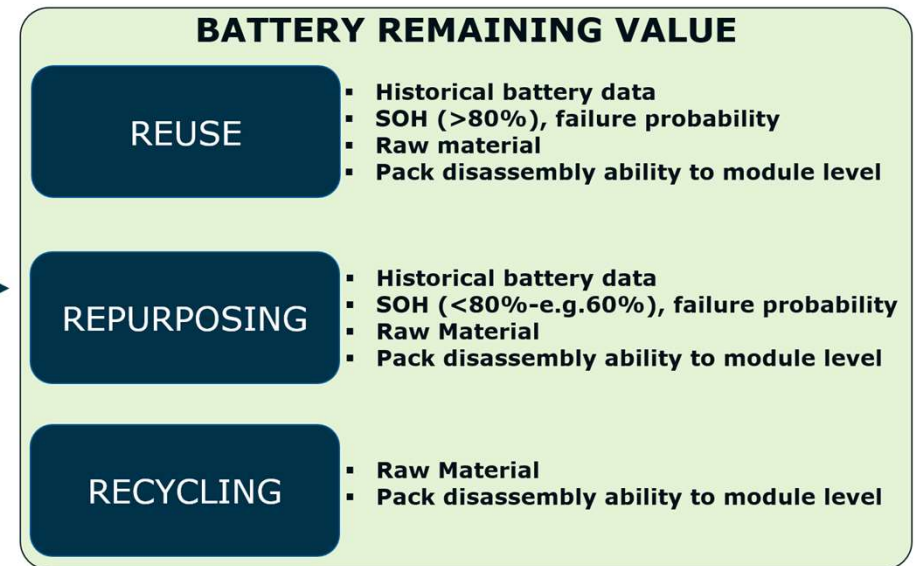 BATTERY REMAINING VALUE
REUSE
▪ Historical battery data
▪ SOH (>80%), failure probability
▪ Raw material
▪ Pack disassembly ability to module level
REPURPOSING
▪ Historical battery data
▪ SOH (<80%-e.g.60%), failure probability
▪ Raw Material
▪ Pack disassembly ability to module level
RECYCLING
▪ Raw Material
▪ Pack disassembly ability to module level